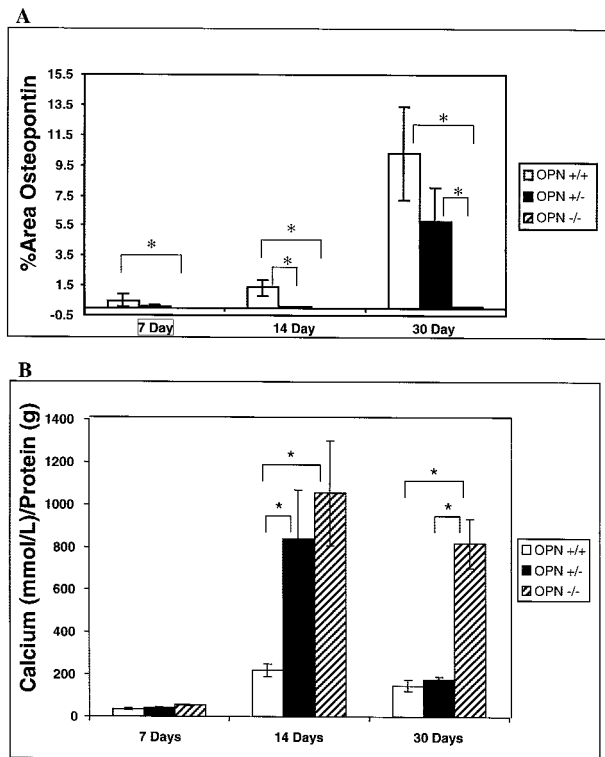 A
%Area Osteopontin
15.5
13.5
11.5
9.5
7.5
5.5
3.5
1.5
-0.5
*
*
*
*
*
7 Day
14 Day
30 Day
OPN +/+
OPN +/-
OPN -/-
B
Calcium (mmol/L)/Protein (g)
1400
1200
1000
800
600
400
200
0
*
*
*
*
7 Days
14 Days
30 Days
OPN +/+
OPN +/-
OPN -/-